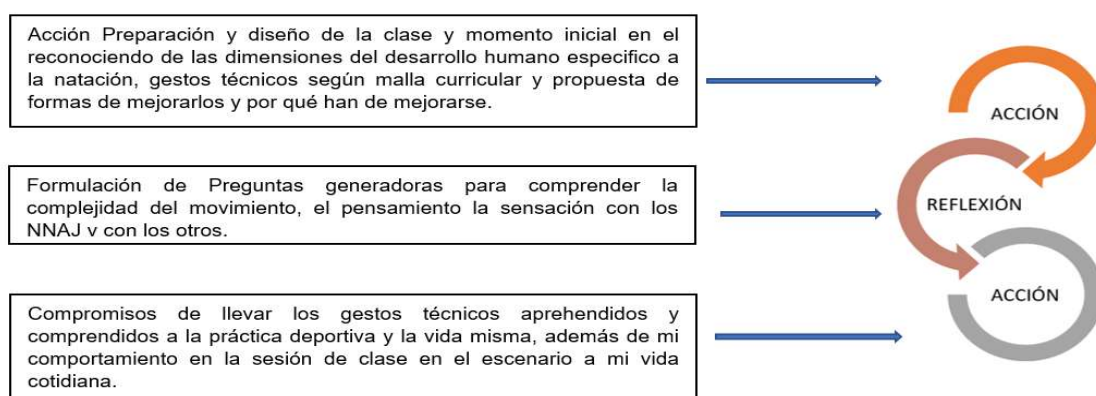 Acción Preparación y diseño de la clase y momento inicial en el
reconociendo de las dimensiones del desarrollo humano especifico a
la natación, gestos técnicos según malla curricular y propuesta de
formas de mejorarlos y por qué han de mejorarse.
ACCIÓN
Formulación de Preguntas generadoras para comprender la
complejidad del movimiento, el pensamiento la sensación con los
NNAJ v con los otros.
REFLEXIÓN
Compromisos de llevar los gestos técnicos aprehendidos y
comprendidos a la práctica deportiva y la vida misma, además de mi
comportamiento en la sesión de clase en el escenario a mi vida
cotidiana.
ACCIÓN